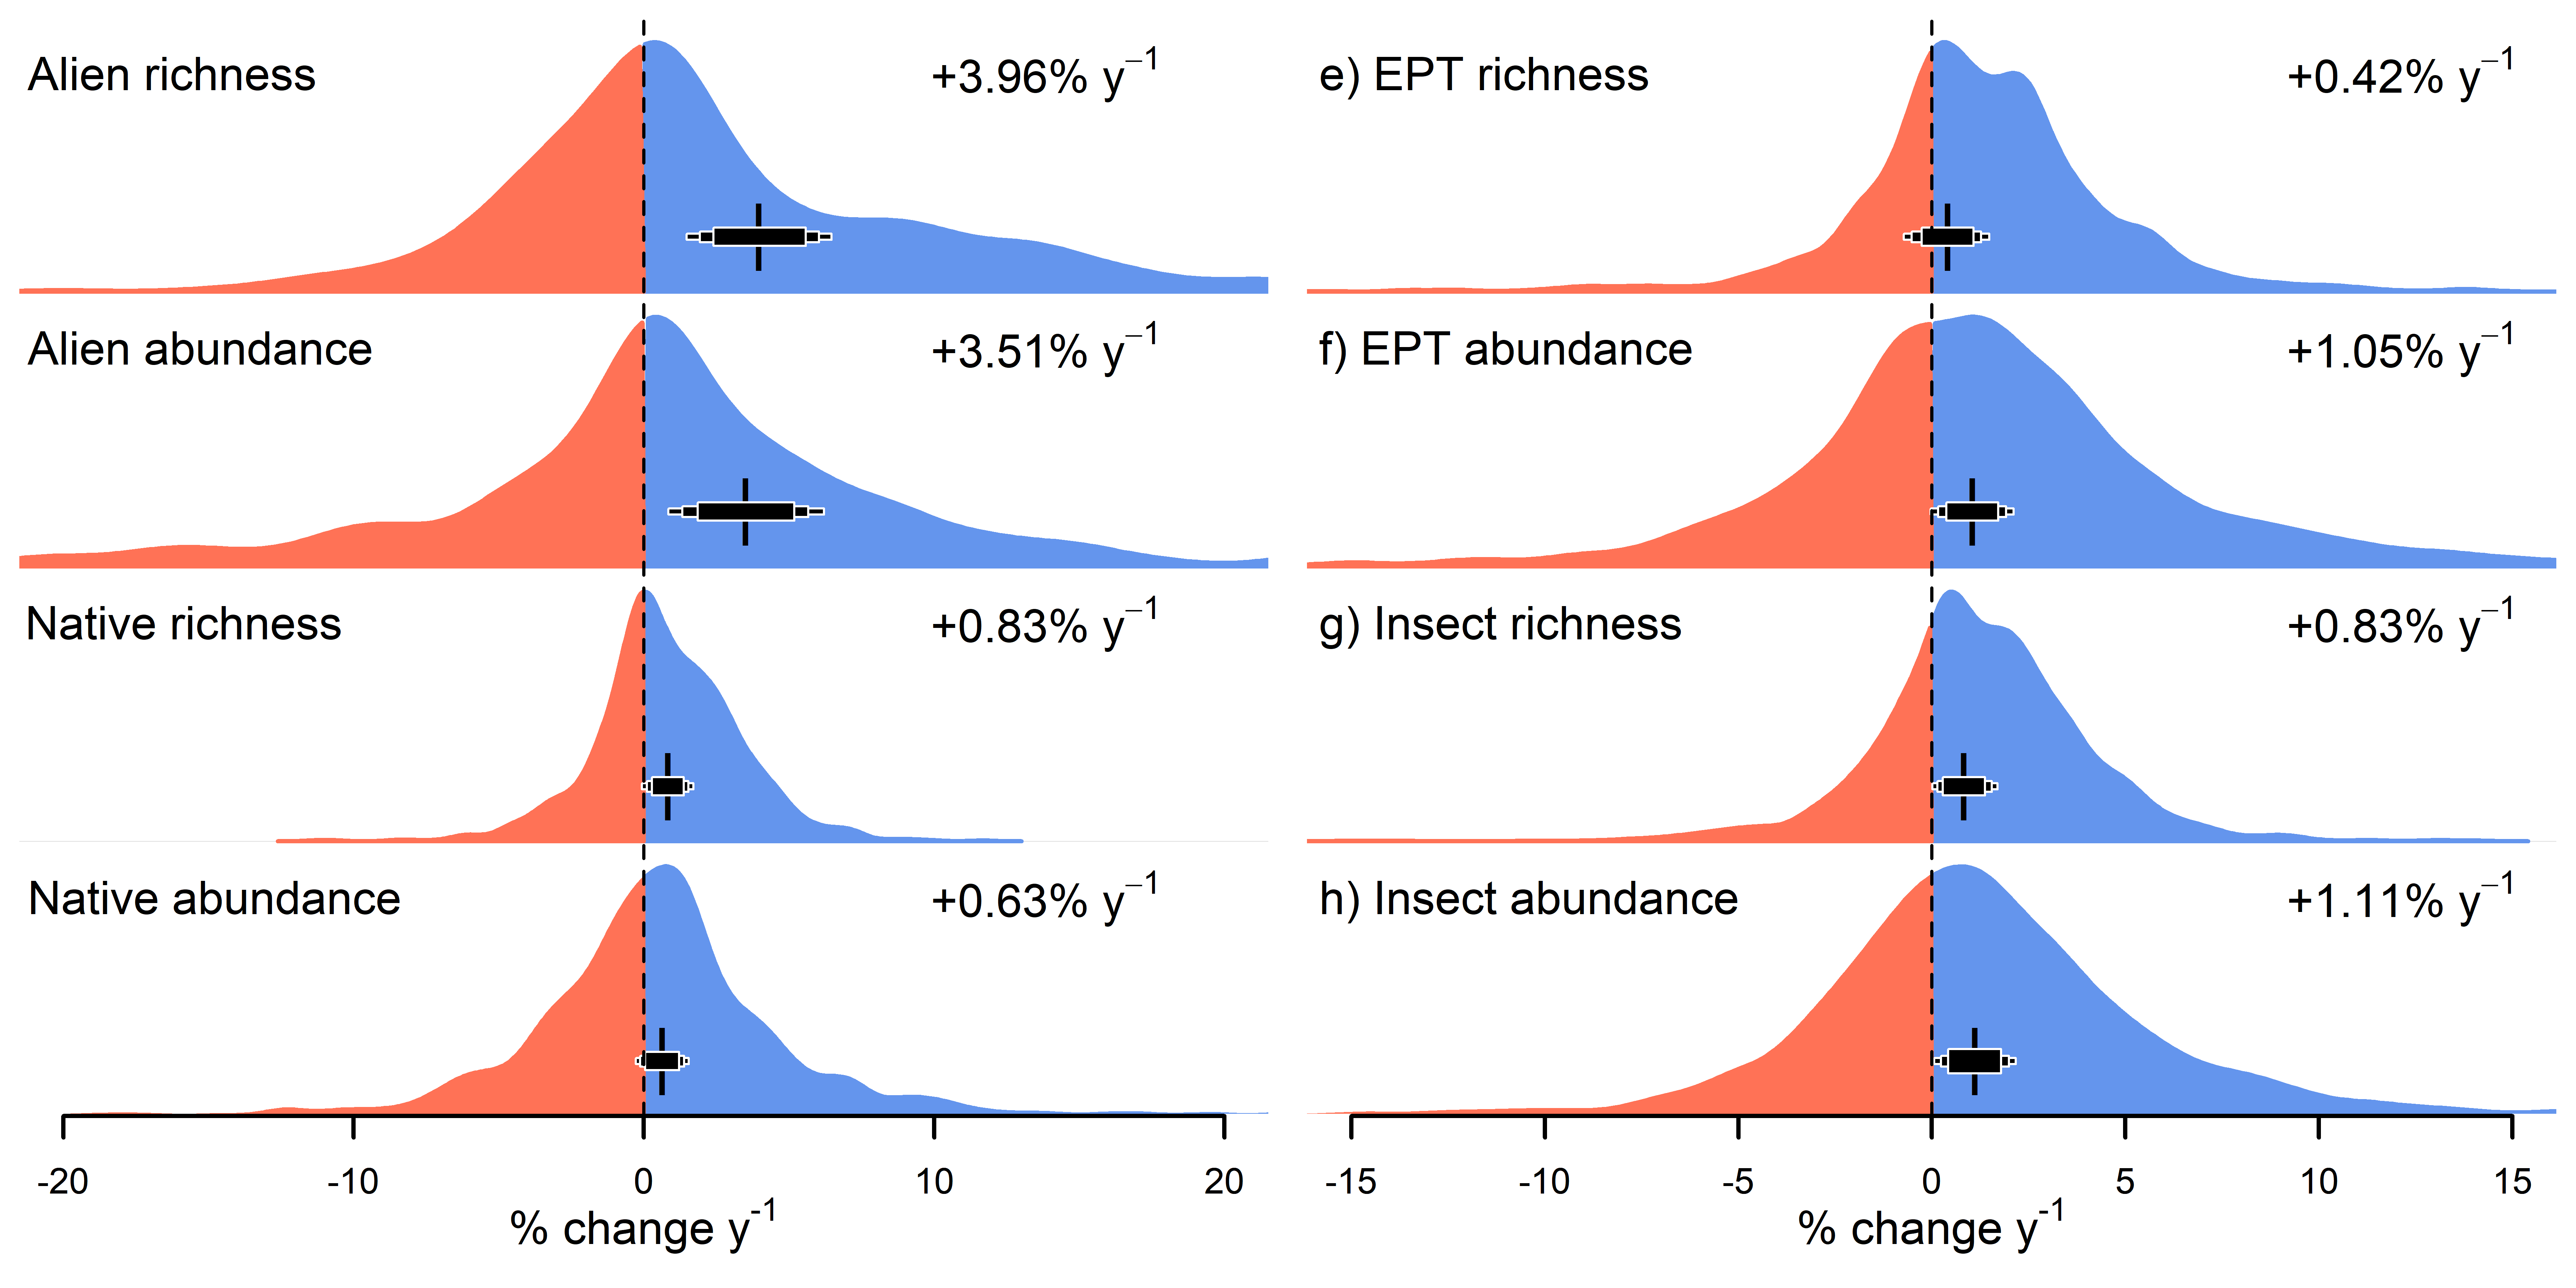 Alien richness
+3.96% y⁻¹
Alien abundance
+3.51% y⁻¹
Native richness
+0.83% y⁻¹
Native abundance
+0.63% y⁻¹
-20 -10 0 10 20
% change y⁻¹
e) EPT richness
+0.42% y⁻¹
f) EPT abundance
+1.05% y⁻¹
g) Insect richness
+0.83% y⁻¹
h) Insect abundance
+1.11% y⁻¹
-15 -10 -5 0 5 10 15
% change y⁻¹